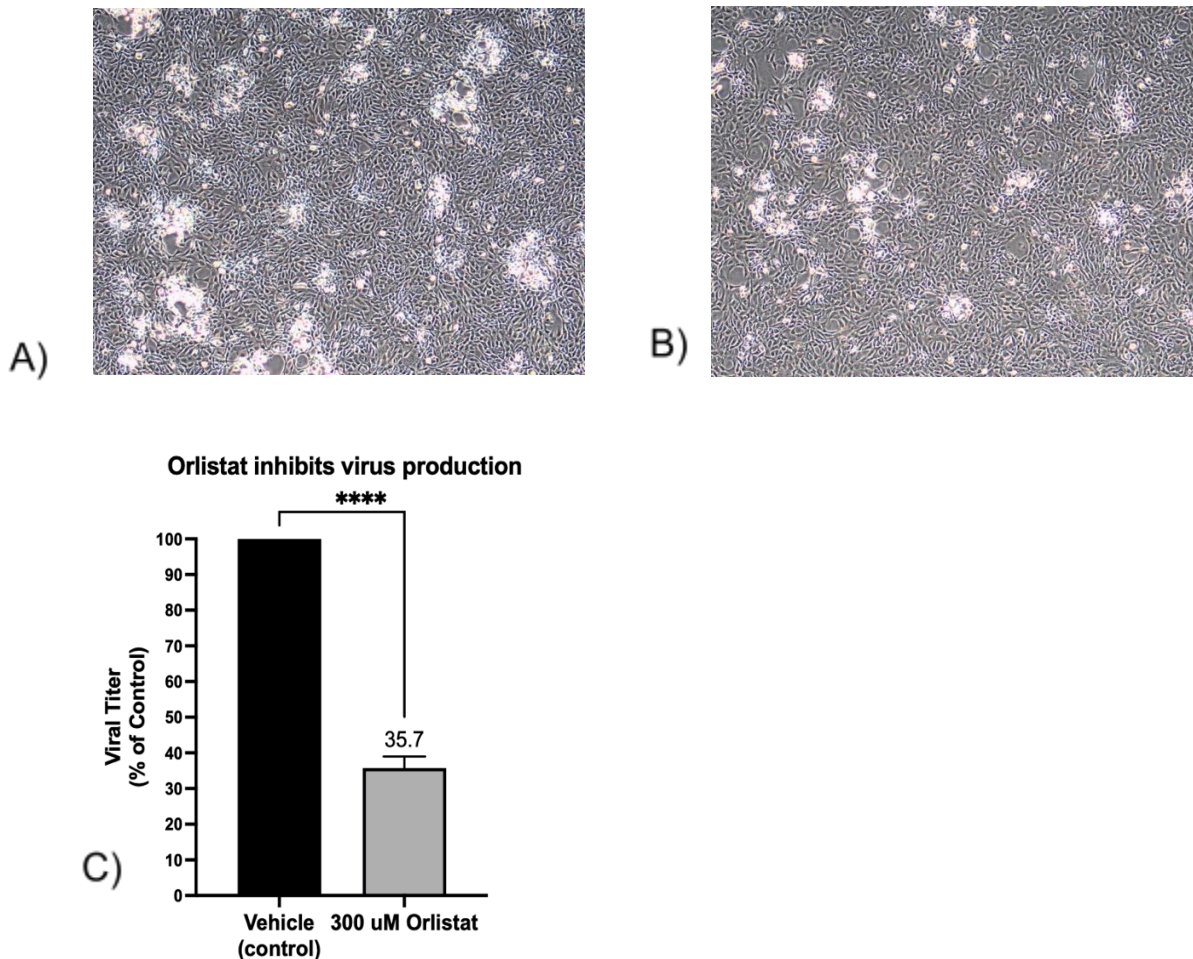 A)
B)
Orlistat inhibits virus production
****
100
90
80
70
60
50
40
30
20
10
0
Viral Titer
(% of Control)
35.7
C)
Vehicle
(control)
300 uM Orlistat